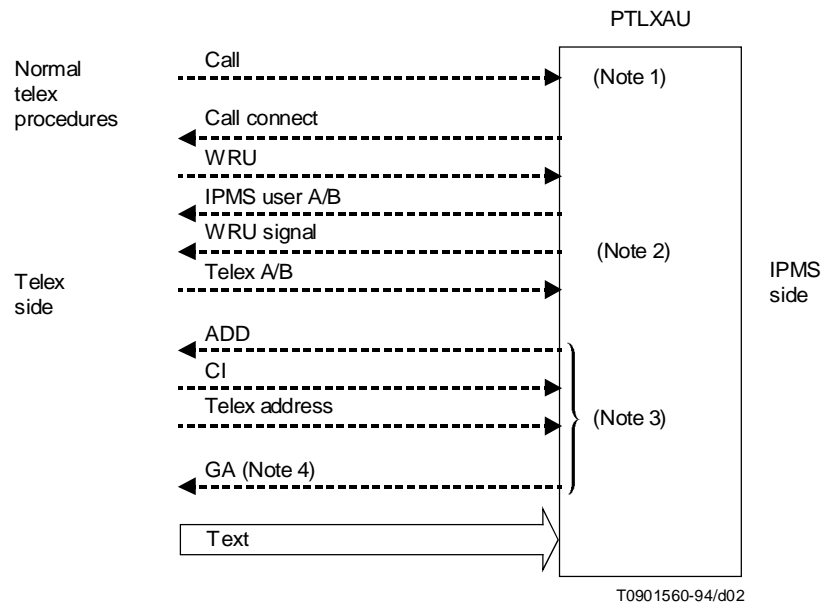 PTLXAU
Normal
telex
procedures
Call
(Note 1)
Call connect
WRU
IPMS user A/B
WRU signal
(Note 2)
Telex A/B
Telex
side
IPMS
side
ADD
CI
Telex address
(Note 3)
GA (Note 4)
Text
T0901560-94/d02